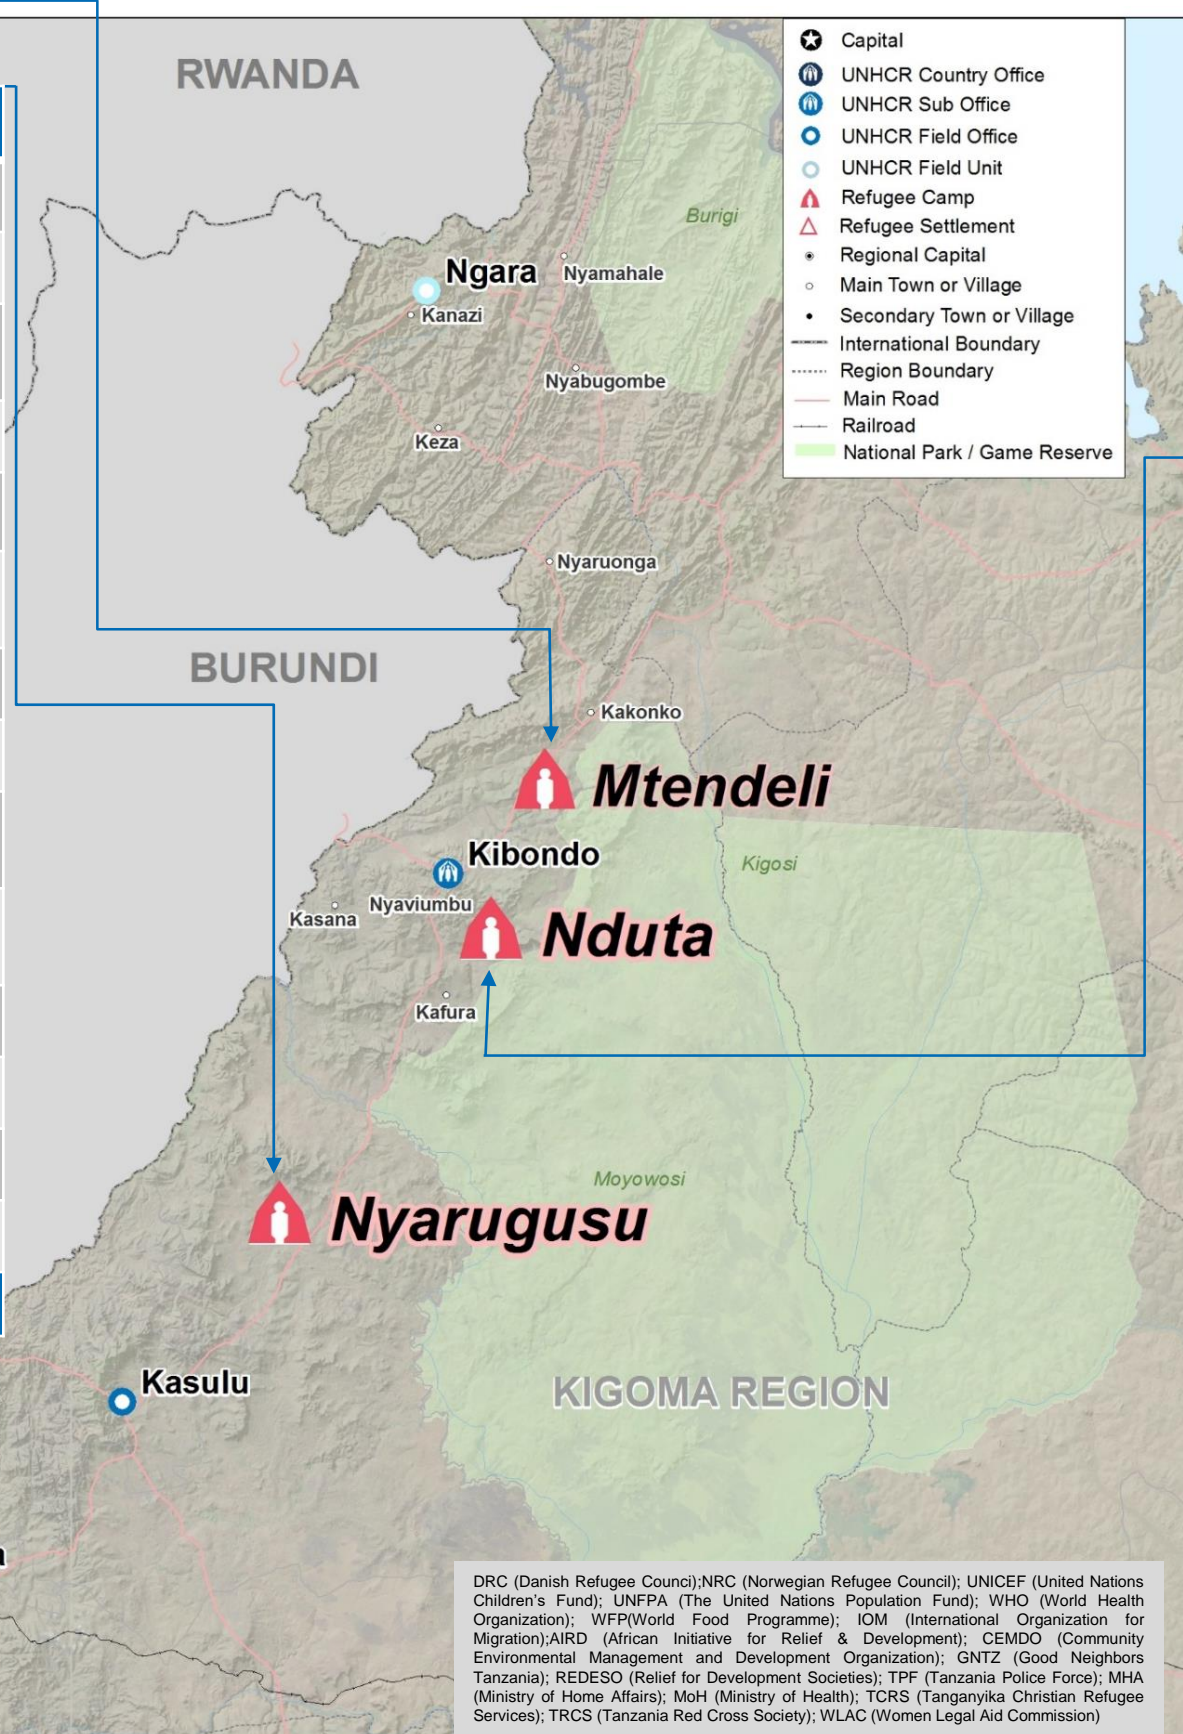 RWANDA
Capital
UNHCR Country Office
UNHCR Sub Office
UNHCR Field Office
UNHCR Field Unit
Refugee Camp
Refugee Settlement
Regional Capital
Main Town or Village
Secondary Town or Village
International Boundary
Region Boundary
Main Road
Railroad
National Park / Game Reserve
Burigi
Ngara
Nyamahale
Kanazi
Nyabugombe
Keza
Nyaruonga
BURUNDI
Kakonko
Mtendeli
Kibondo
Kigosi
Nyaviumbu
Kasana
Nduta
Kafura
Moyowosi
Nyarugusu
Kasulu
KIGOMA REGION
DRC (Danish Refugee Counci);NRC (Norwegian Refugee Council); UNICEF (United Nations
Children's Fund); UNFPA (The United Nations Population Fund); WHO (World Health
Organization); WFP(World Food Programme); IOM (International Organization for
Migration);AIRD (African Initiative for Relief & Development); CEMDO (Community
Environmental Management and Development Organization); GNTZ (Good Neighbors
Tanzania); REDESO (Relief for Development Societies); TPF (Tanzania Police Force); MHA
(Ministry of Home Affairs); MoH (Ministry of Health); TCRS (Tanganyika Christian Refugee
Services); TRCS (Tanzania Red Cross Society); WLAC (Women Legal Aid Commission)